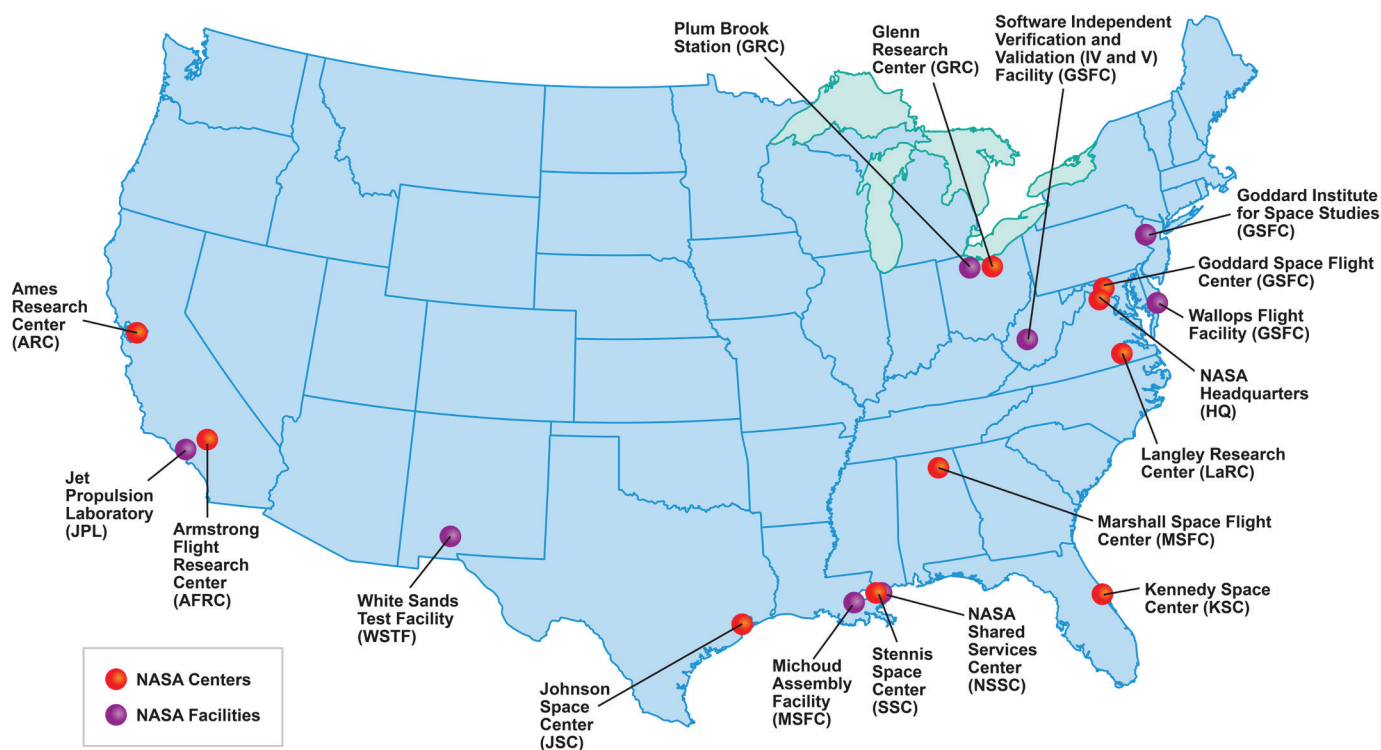 Plum Brook
Station (GRC)
Glenn
Research
Center (GRC)
Software Independent
Verification and
Validation (IV and V)
Facility (GSFC)
Goddard Institute
for Space Studies
(GSFC)
Goddard Space Flight
Center (GSFC)
Wallops Flight
Facility (GSFC)
NASA
Headquarters
(HQ)
Langley Research
Center (LaRC)
Marshall Space Flight
Center (MSFC)
Kennedy Space
Center (KSC)
Ames
Research
Center
(ARC)
Jet
Propulsion
Laboratory
(JPL)
Armstrong
Flight
Research
Center
(AFRC)
White Sands
Test Facility
(WSTF)
Johnson
Space
Center
(JSC)
Michoud
Assembly
Facility
(MSFC)
Stennis
Space
Center
(SSC)
NASA
Shared
Services
Center
(NSSC)
NASA Centers
NASA Facilities